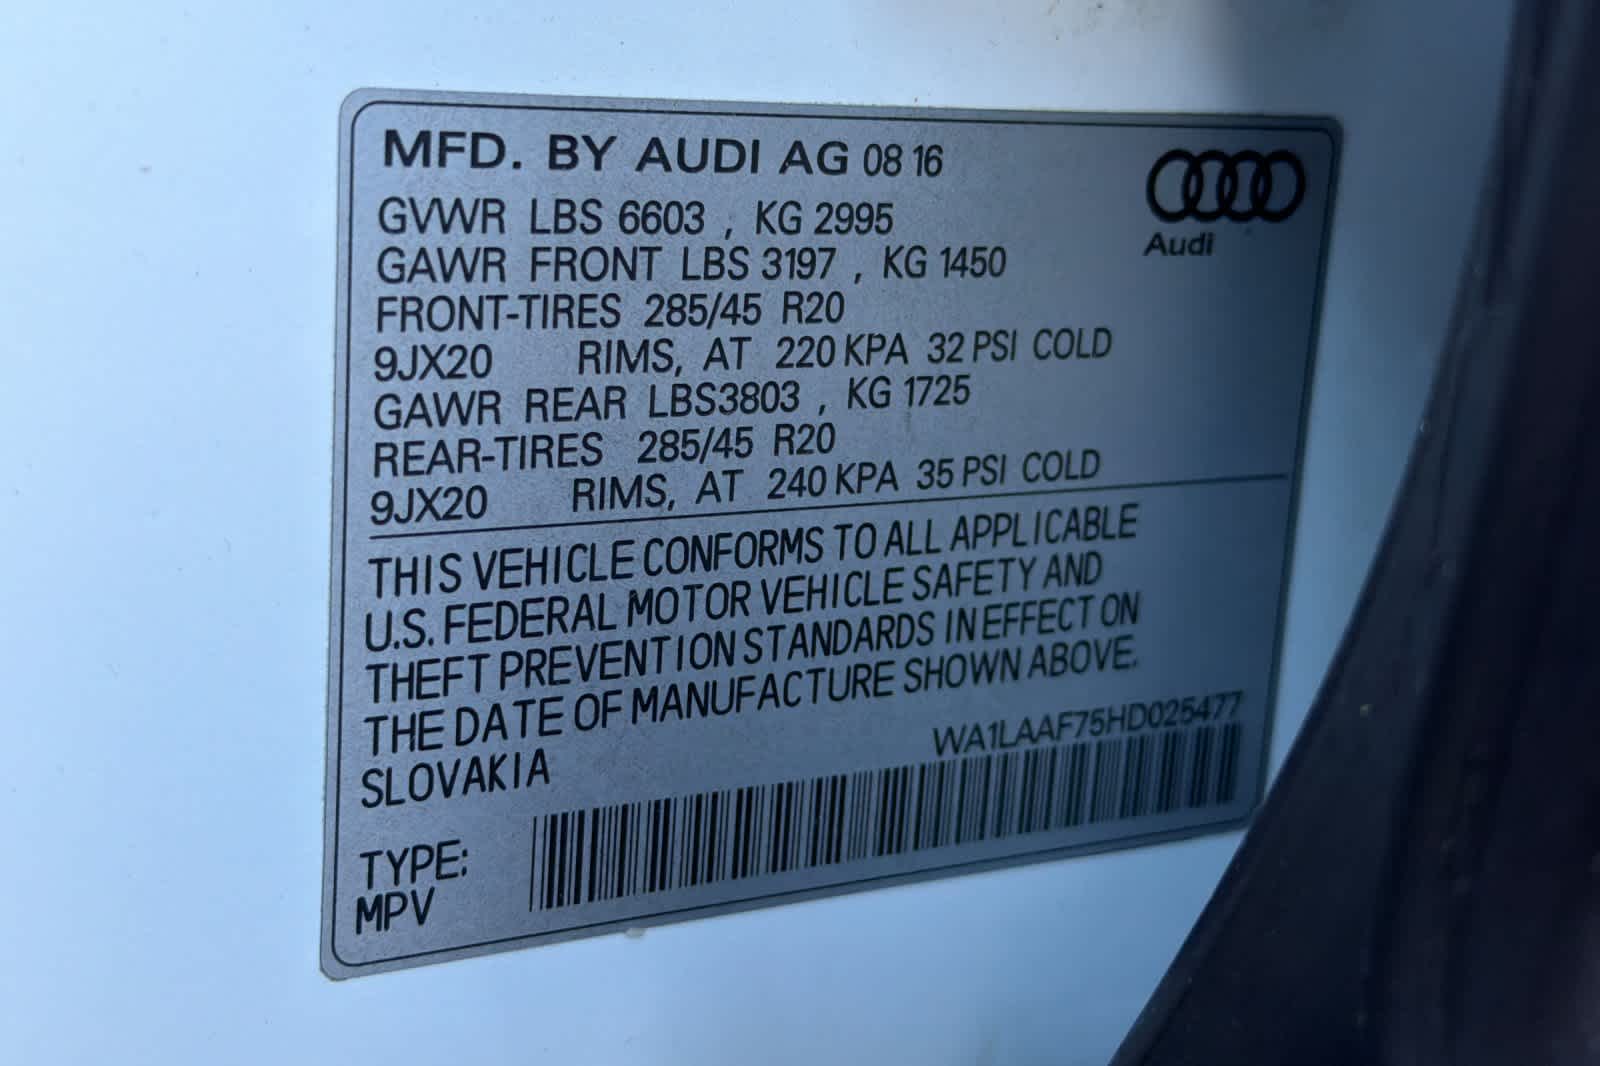 MFD. BY AUDI AG 08 16
Audi
GVWR LBS 6603 , KG 2995
GAWR FRONT LBS 3197 , KG 1450
FRONT-TIRES 285/45 R20
9JX20 RIMS, AT 220 KPA 32 PSI COLD
GAWR REAR LBS3803 , KG 1725
REAR-TIRES 285/45 R20
9JX20 RIMS, AT 240 KPA 35 PSI COLD
THIS VEHICLE CONFORMS TO ALL APPLICABLE
U.S. FEDERAL MOTOR VEHICLE SAFETY AND
THEFT PREVENTION STANDARDS IN EFFECT ON
THE DATE OF MANUFACTURE SHOWN ABOVE.
SLOVAKIA
WA1LAAF75HD025477
TYPE:
MPV